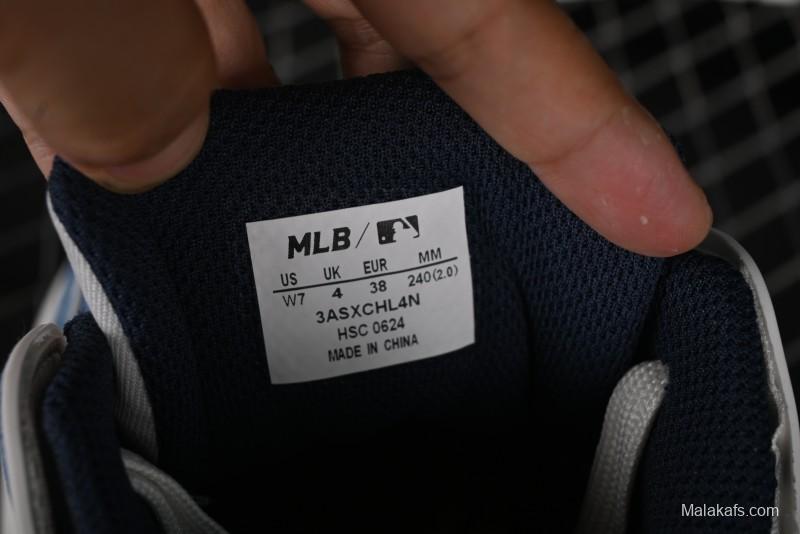 MLB /
US UK EUR MM
W7 4 38 240(2.0)
3ASXCHL4N
HSC 0624
MADE IN CHINA
Malakafs.com